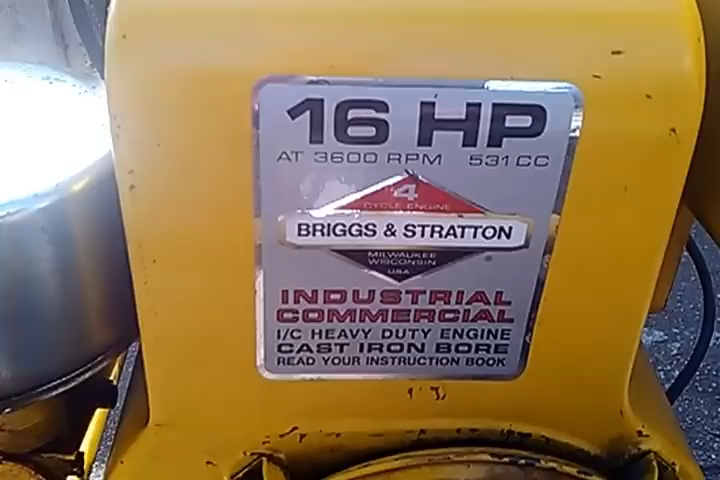 16 HP
AT 3600 RPM 531 CC
4
CYCLE ENGINE
BRIGGS & STRATTON
MILWAUKEE
WISCONSIN
USA
INDUSTRIAL
COMMERCIAL
I/C HEAVY DUTY ENGINE
CAST IRON BORE
READ YOUR INSTRUCTION BOOK